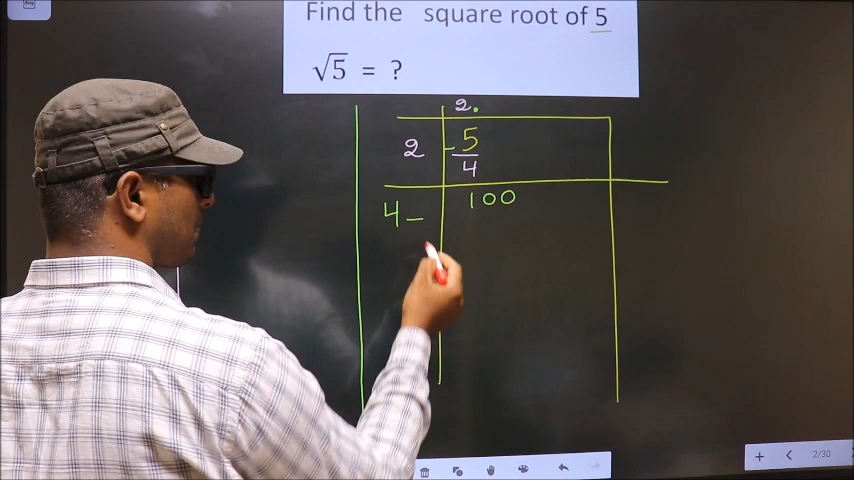 Find the square root of 5
√5 = ?
2.
2 - 5
4
4 _ 100
2/30